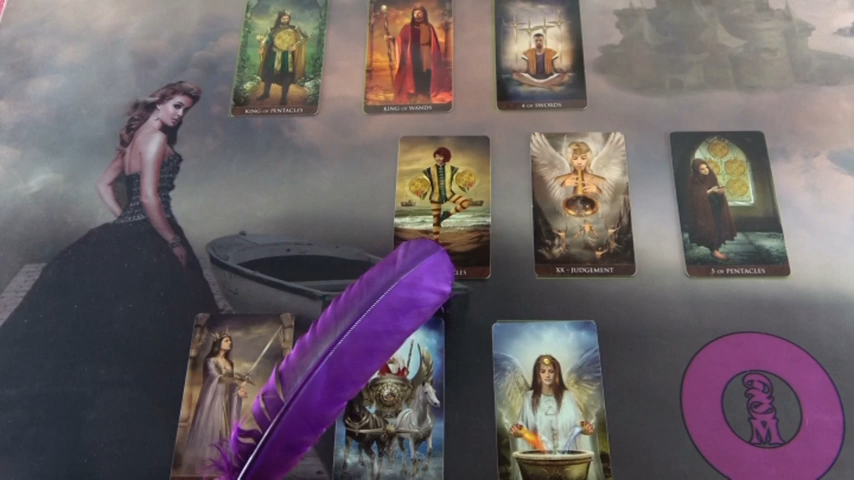 KING OF PENTACLES
KING OF WANDS
4 OF SWORDS
XX - JUDGEMENT
5 OF PENTACLES